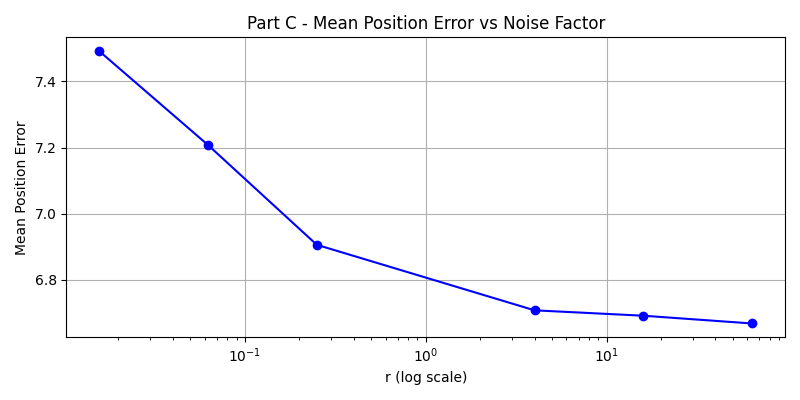 Part C - Mean Position Error vs Noise Factor
Mean Position Error
7.4
7.2
7.0
6.8
10⁻¹
10⁰
10¹
r (log scale)